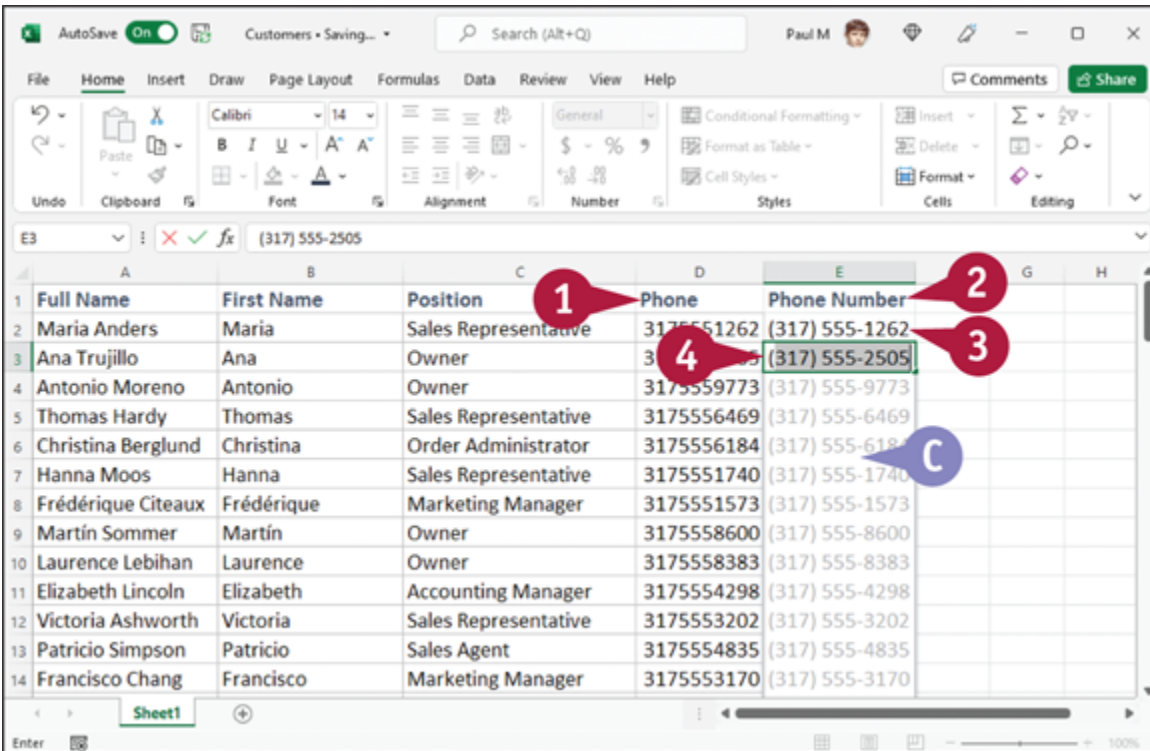 AutoSave On Customers • Saving... Search (Alt+Q) Paul M
File Home Insert Draw Page Layout Formulas Data Review View Help Comments Share
Calibri 14 General Conditional Formatting Insert
Paste B I U A A A $ % 9 Format as Table Delete
Cell Styles Format
Undo Clipboard Font Alignment Number Styles Cells Editing
E3 fx (317) 555-2505
A B C D E G H
1 Full Name First Name Position 1 Phone Phone Number 2
2 Maria Anders Maria Sales Representative 3175551262 (317) 555-1262 3
3 Ana Trujillo Ana Owner 4 (317) 555-2505
4 Antonio Moreno Antonio Owner 3175559773 (317) 555-9773
5 Thomas Hardy Thomas Sales Representative 3175556469 (317) 555-6469
6 Christina Berglund Christina Order Administrator 3175556184 (317) 555-6184 C
7 Hanna Moos Hanna Sales Representative 3175551740 (317) 555-1740
8 Frédérique Citeaux Frédérique Marketing Manager 3175551573 (317) 555-1573
9 Martín Sommer Martín Owner 3175558600 (317) 555-8600
10 Laurence Lebihan Laurence Owner 3175558383 (317) 555-8383
11 Elizabeth Lincoln Elizabeth Accounting Manager 3175554298 (317) 555-4298
12 Victoria Ashworth Victoria Sales Representative 3175553202 (317) 555-3202
13 Patricio Simpson Patricio Sales Agent 3175554835 (317) 555-4835
14 Francisco Chang Francisco Marketing Manager 3175553170 (317) 555-3170
Sheet1
Enter 100%